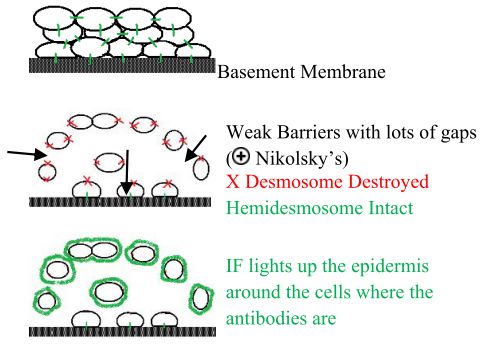 Basement Membrane
Weak Barriers with lots of gaps
(⊕ Nikolsky’s)
X Desmosome Destroyed
Hemidesmosome Intact
IF lights up the epidermis
around the cells where the
antibodies are